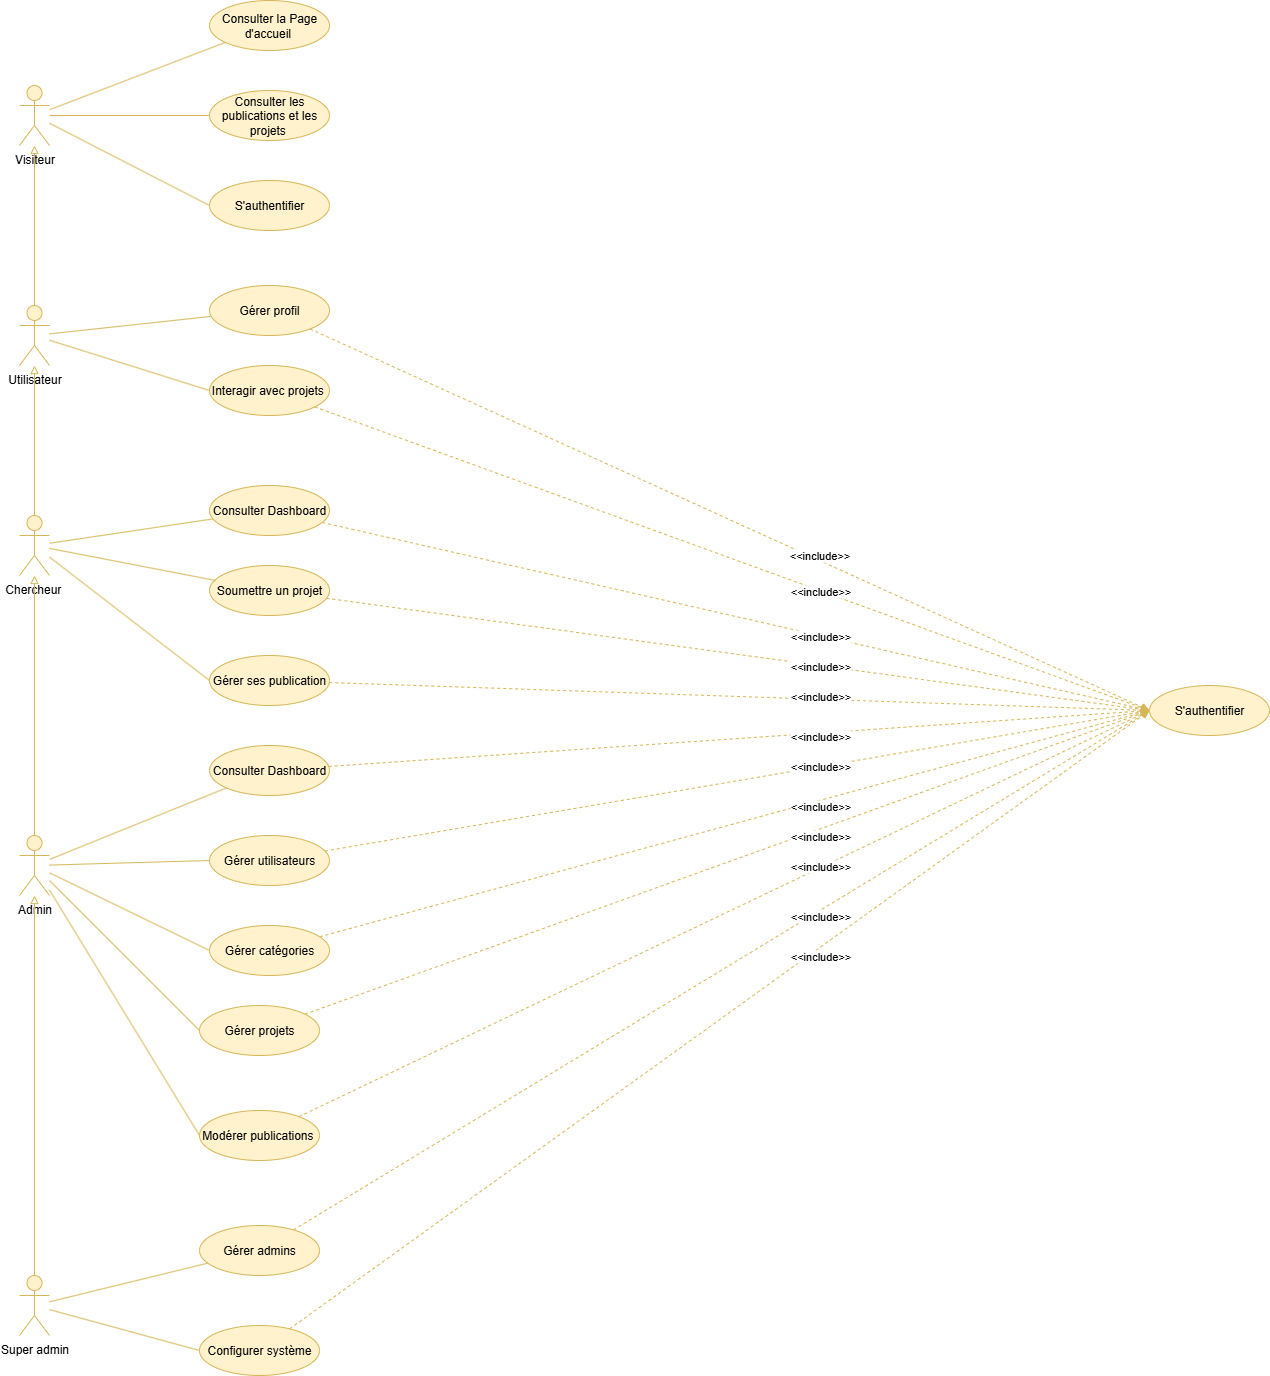 Consulter la Page
d'accueil
Consulter les
publications et les
projets
Visiteur
S'authentifier
Gérer profil
Utilisateur
Interagir avec projets
Consulter Dashboard
<<include>>
Chercheur
Soumettre un projet
<<include>>
<<include>>
<<include>>
Gérer ses publication
<<include>>
S'authentifier
<<include>>
Consulter Dashboard
<<include>>
<<include>>
<<include>>
Gérer utilisateurs
<<include>>
Admin
<<include>>
Gérer catégories
<<include>>
Gérer projets
Modérer publications
Gérer admins
Super admin
Configurer système